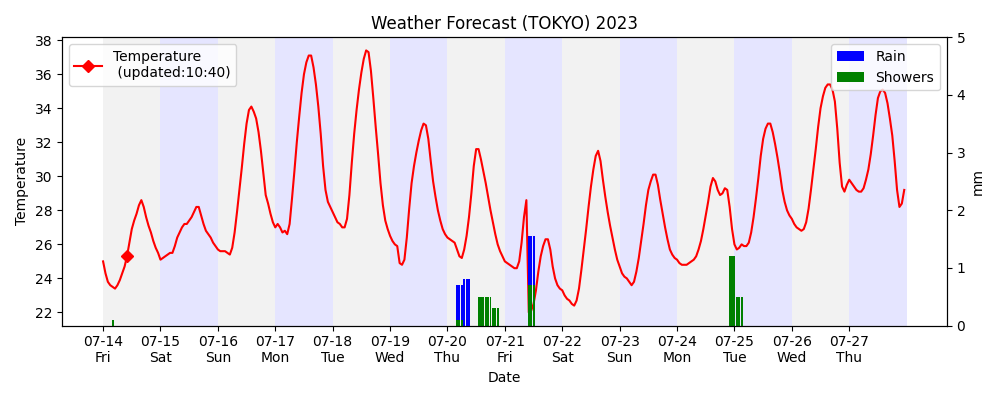 Weather Forecast (TOKYO) 2023
Temperature
(updated:10:40)
Rain
Showers
38
36
34
32
30
28
26
24
22
Temperature
5
4
3
2
1
0
mm
07-14 07-15 07-16 07-17 07-18 07-19 07-20 07-21 07-22 07-23 07-24 07-25 07-26 07-27
Fri Sat Sun Mon Tue Wed Thu Fri Sat Sun Mon Tue Wed Thu
Date